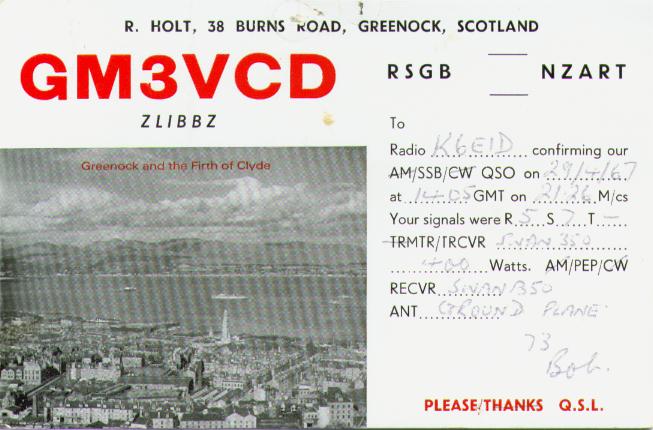 R. HOLT, 38 BURNS ROAD, GREENOCK, SCOTLAND
GM3VCD
ZLIBBZ
RSGB — NZART
Greenock and the Firth of Clyde
To
Radio K6EID confirming our
AM/SSB/CW QSO on 29/4/67
at 1405 GMT on 21.26 M/cs
Your signals were R 5 S 7 T –
TRMTR/TRCVR SWAN 350
400 Watts. AM/PEP/CW
RECVR SWAN 350
ANT GROUND PLANE
73
Bob.
PLEASE/THANKS Q.S.L.